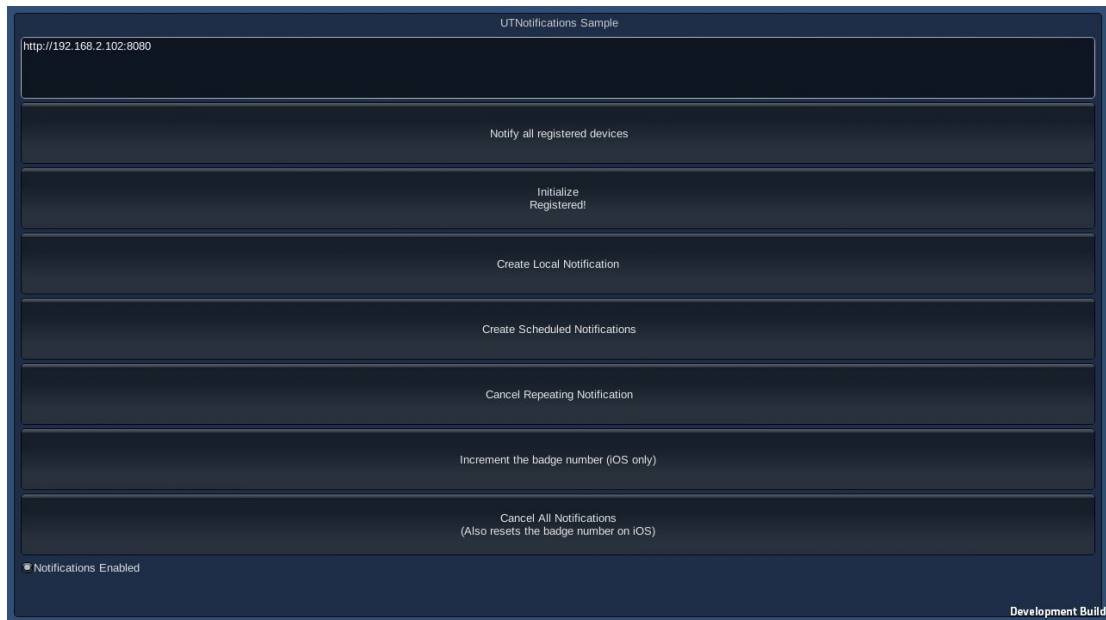 UTNotifications Sample
http://192.168.2.102:8080
Notify all registered devices
Initialize
Registered!
Create Local Notification
Create Scheduled Notifications
Cancel Repeating Notification
Increment the badge number (iOS only)
Cancel All Notifications
(Also resets the badge number on iOS)
Notifications Enabled
Development Build